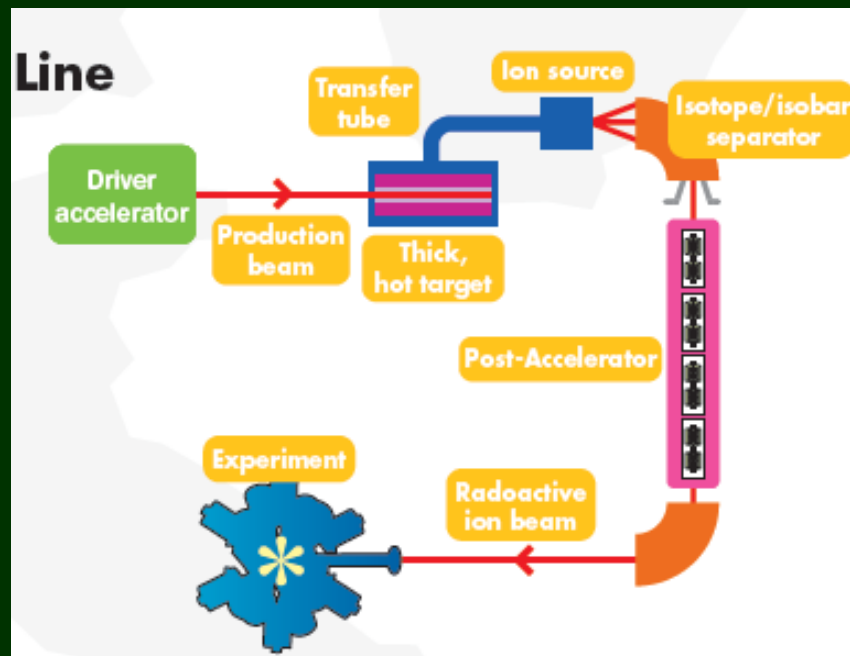 Line
Ion source
Transfer
tube
Isotope/isobar
separator
Driver
accelerator
Production
beam
Thick,
hot target
Post-Accelerator
Experiment
Radoactive
ion beam